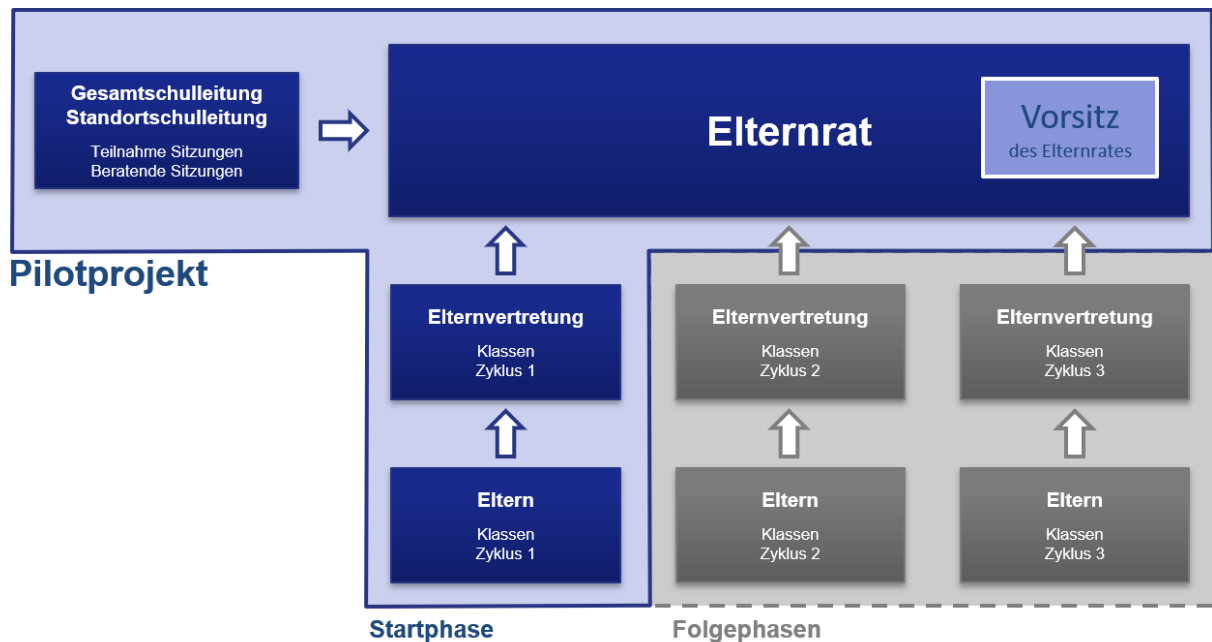 Gesamtschulleitung
Standortschulleitung
Teilnahme Sitzungen
Beratende Sitzungen
Elternrat
Vorsitz
des Elternrates
Pilotprojekt
Elternvertretung
Klassen
Zyklus 1
Elternvertretung
Klassen
Zyklus 2
Elternvertretung
Klassen
Zyklus 3
Eltern
Klassen
Zyklus 1
Eltern
Klassen
Zyklus 2
Eltern
Klassen
Zyklus 3
Startphase
Folgephasen